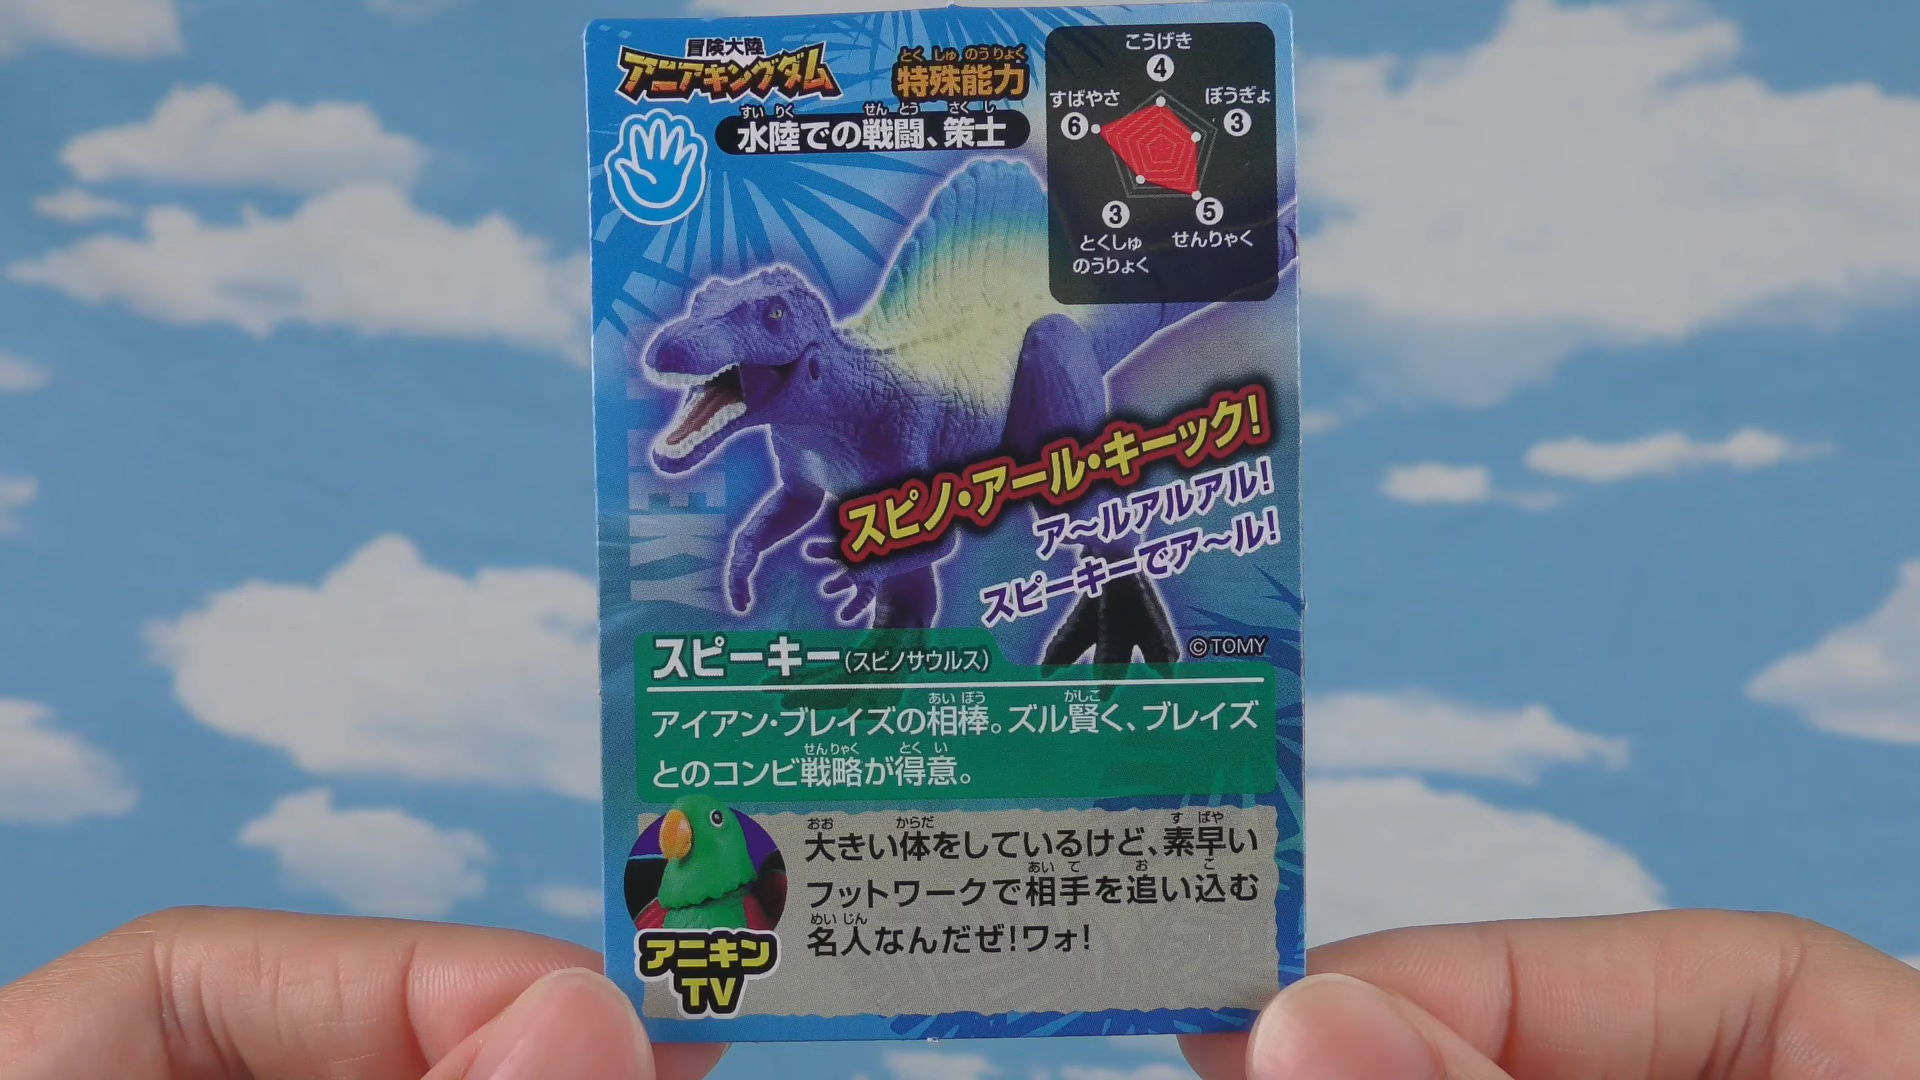 冒険大陸
アニアキングダム
とくしゅのうりょく
特殊能力
すいりく せんとう さくし
水陸での戦闘、策士
こうげき
4
すばやさ
6
ぼうぎょ
3
3
とくしゅ
のうりょく
5
せんりゃく
スピノ・アール・キーック!
ア〜ルアルアル!
スピーキーでア〜ル!
©TOMY
スピーキー(スピノサウルス)
あいぼう がしこ
アイアン・ブレイズの相棒。ズル賢く、ブレイズ
せんりゃく とくい
とのコンビ戦略が得意。
おお からだ すばや
大きい体をしているけど、素早い
あいて お こ
フットワークで相手を追い込む
めいじん
名人なんだぜ!ワォ!
アニキン
TV